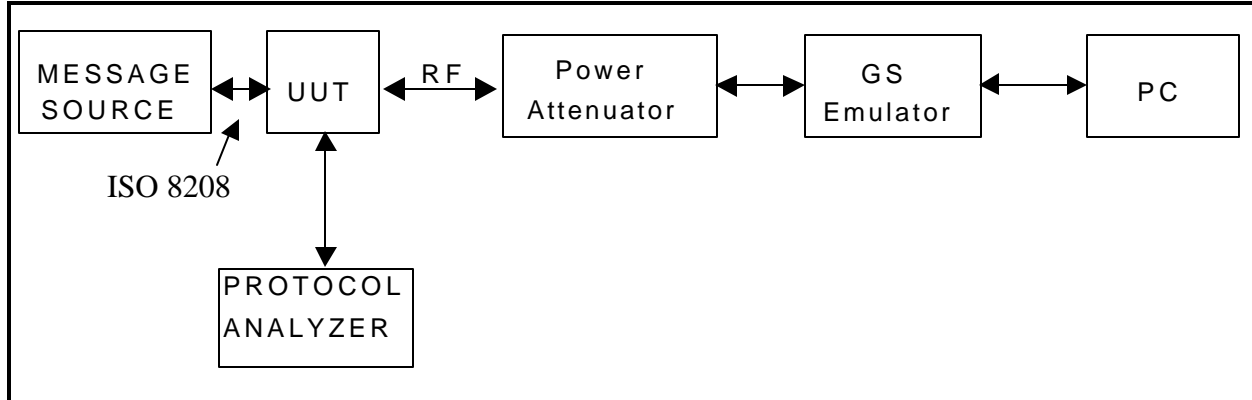 MESSAGE
SOURCE
UUT
RF
Power
Attenuator
GS
Emulator
PC
ISO 8208
PROTOCOL
ANALYZER